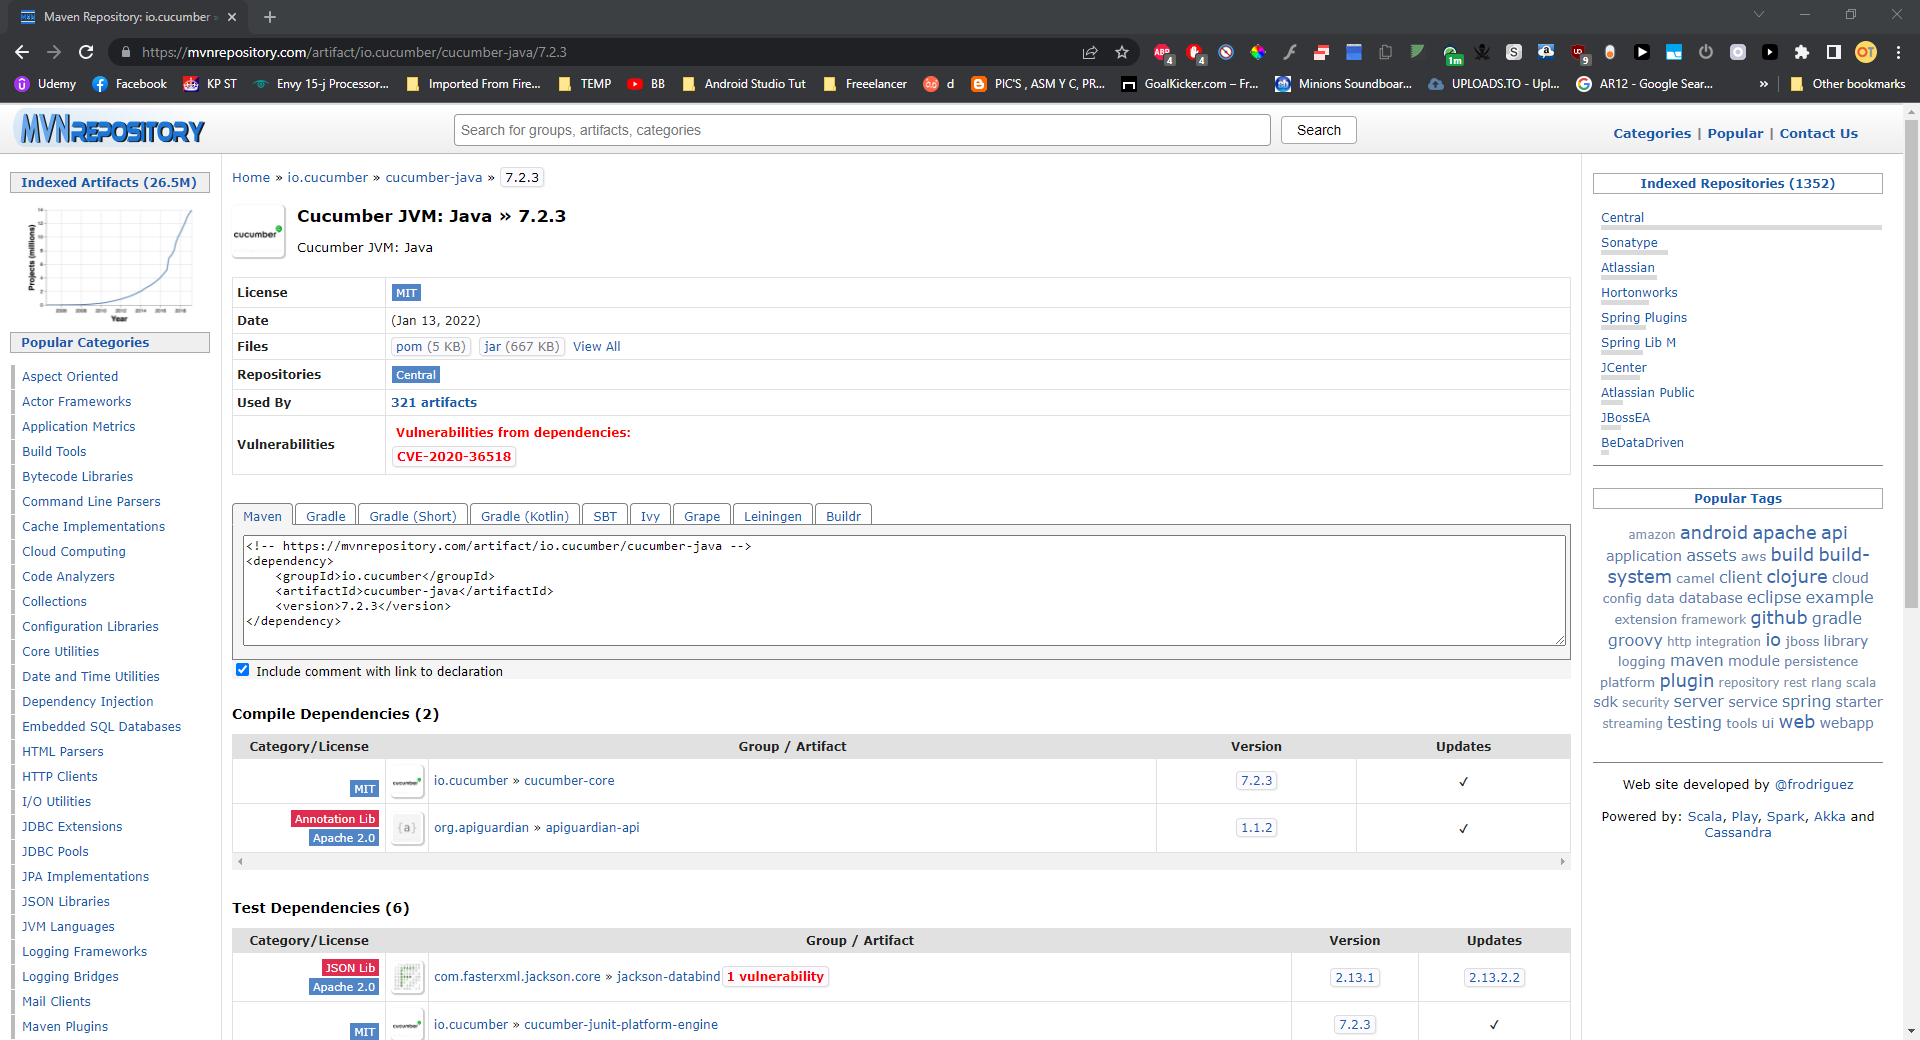 Maven Repository: io.cucumber »
https://mvnrepository.com/artifact/io.cucumber/cucumber-java/7.2.3
4
4
1m
9
OT
Udemy
Facebook
KP ST
Envy 15-j Processor...
Imported From Fire...
TEMP
BB
Android Studio Tut
Freeelancer
d
PIC'S , ASM Y C, PR...
GoalKicker.com – Fr...
Minions Soundboar...
UPLOADS.TO - Upl...
AR12 - Google Sear...
»
Other bookmarks
MVNREPOSITORY
Search for groups, artifacts, categories
Search
Categories | Popular | Contact Us
Indexed Artifacts (26.5M)
Projects (millions)
Year
Popular Categories
Aspect Oriented
Actor Frameworks
Application Metrics
Build Tools
Bytecode Libraries
Command Line Parsers
Cache Implementations
Cloud Computing
Code Analyzers
Collections
Configuration Libraries
Core Utilities
Date and Time Utilities
Dependency Injection
Embedded SQL Databases
HTML Parsers
HTTP Clients
I/O Utilities
JDBC Extensions
JDBC Pools
JPA Implementations
JSON Libraries
JVM Languages
Logging Frameworks
Logging Bridges
Mail Clients
Maven Plugins
Home » io.cucumber » cucumber-java » 7.2.3
cucumber
Cucumber JVM: Java » 7.2.3
Cucumber JVM: Java
License MIT
Date (Jan 13, 2022)
Files pom (5 KB) jar (667 KB) View All
Repositories Central
Used By 321 artifacts
Vulnerabilities Vulnerabilities from dependencies:
CVE-2020-36518
Maven Gradle Gradle (Short) Gradle (Kotlin) SBT Ivy Grape Leiningen Buildr
<!-- https://mvnrepository.com/artifact/io.cucumber/cucumber-java -->
<dependency>
<groupId>io.cucumber</groupId>
<artifactId>cucumber-java</artifactId>
<version>7.2.3</version>
</dependency>
Include comment with link to declaration
Compile Dependencies (2)
Category/License Group / Artifact Version Updates
MIT cucumber io.cucumber » cucumber-core 7.2.3 ✓
Annotation Lib
Apache 2.0 {a} org.apiguardian » apiguardian-api 1.1.2 ✓
Test Dependencies (6)
Category/License Group / Artifact Version Updates
JSON Lib
Apache 2.0 com.fasterxml.jackson.core » jackson-databind 1 vulnerability 2.13.1 2.13.2.2
MIT cucumber io.cucumber » cucumber-junit-platform-engine 7.2.3 ✓
Indexed Repositories (1352)
Central
Sonatype
Atlassian
Hortonworks
Spring Plugins
Spring Lib M
JCenter
Atlassian Public
JBossEA
BeDataDriven
Popular Tags
amazon android apache api
application assets aws build build-
system camel client clojure cloud
config data database eclipse example
extension framework github gradle
groovy http integration io jboss library
logging maven module persistence
platform plugin repository rest rlang scala
sdk security server service spring starter
streaming testing tools ui web webapp
Web site developed by @frodriguez
Powered by: Scala, Play, Spark, Akka and
Cassandra